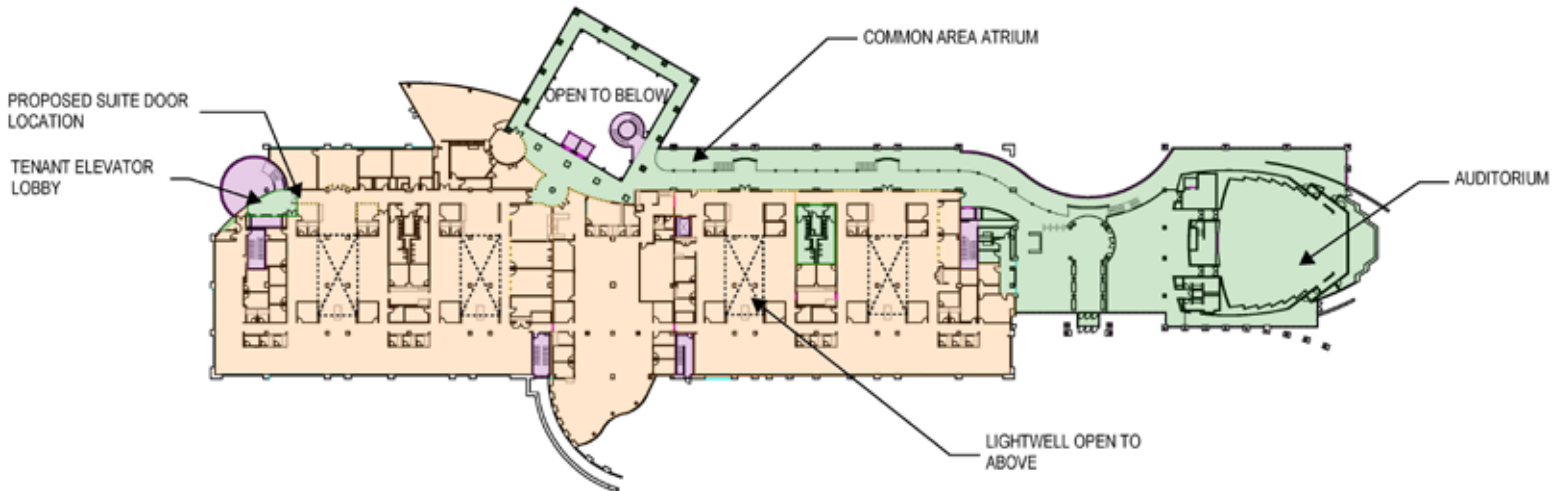 COMMON AREA ATRIUM
OPEN TO BELOW
PROPOSED SUITE DOOR
LOCATION
TENANT ELEVATOR
LOBBY
AUDITORIUM
LIGHTWELL OPEN TO
ABOVE